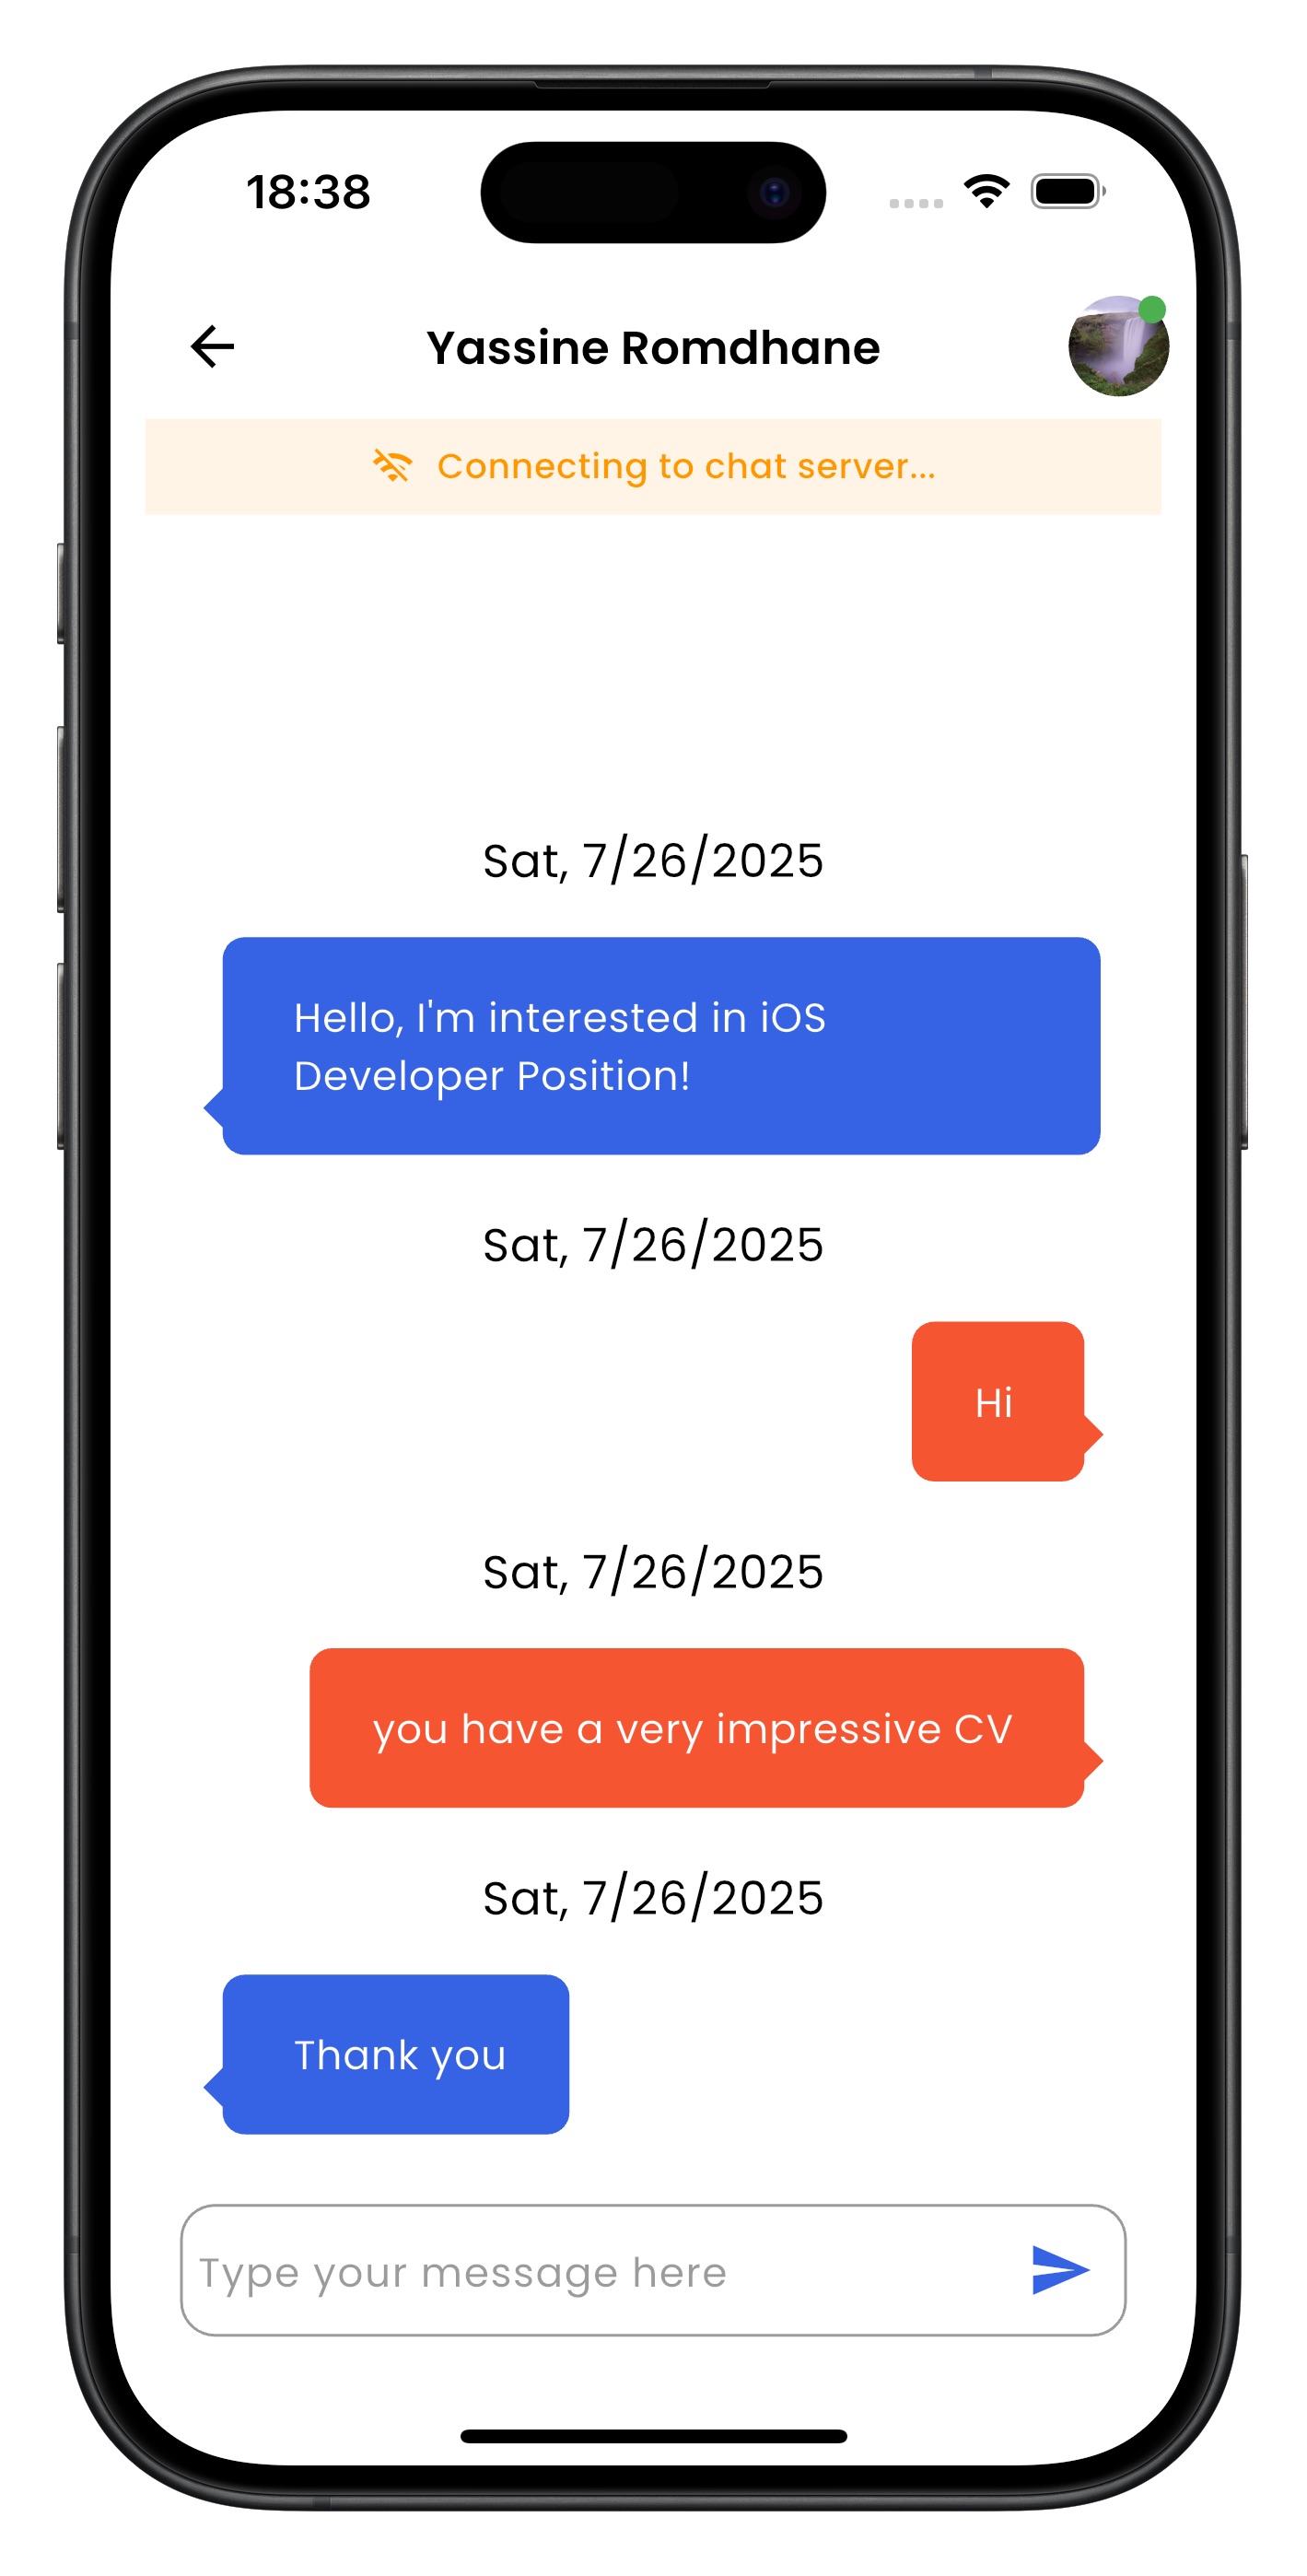 18:38
Yassine Romdhane
Connecting to chat server...
Sat, 7/26/2025
Hello, I'm interested in iOS
Developer Position!
Sat, 7/26/2025
Hi
Sat, 7/26/2025
you have a very impressive CV
Sat, 7/26/2025
Thank you
Type your message here